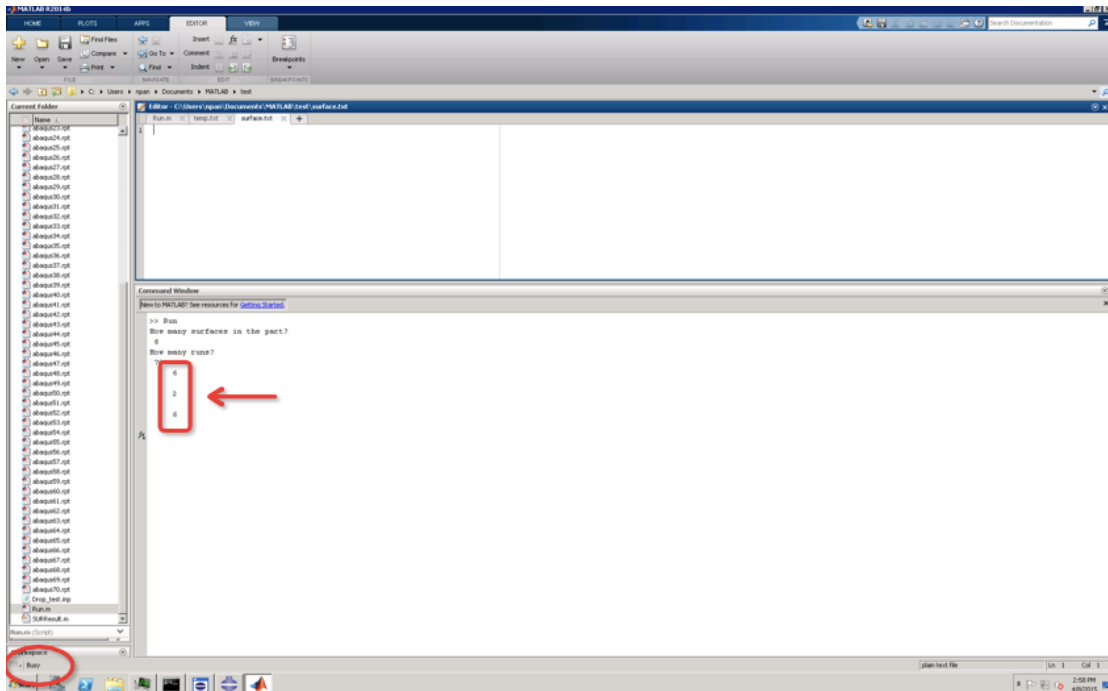 MATLAB R2014b
HOME PLOTS APPS EDITOR VIEW
Search Documentation
New Open Save Find Files Compare Print
Go To Find
Insert fx Comment Indent
Breakpoints
FILE NAVIGATE EDIT BREAKPOINTS
C: Users npan Documents MATLAB test
Current Folder
Name
abaqus23.rpt
abaqus24.rpt
abaqus25.rpt
abaqus26.rpt
abaqus27.rpt
abaqus28.rpt
abaqus29.rpt
abaqus30.rpt
abaqus31.rpt
abaqus32.rpt
abaqus33.rpt
abaqus34.rpt
abaqus35.rpt
abaqus36.rpt
abaqus37.rpt
abaqus38.rpt
abaqus39.rpt
abaqus40.rpt
abaqus41.rpt
abaqus42.rpt
abaqus43.rpt
abaqus44.rpt
abaqus45.rpt
abaqus46.rpt
abaqus47.rpt
abaqus48.rpt
abaqus49.rpt
abaqus50.rpt
abaqus51.rpt
abaqus52.rpt
abaqus53.rpt
abaqus54.rpt
abaqus55.rpt
abaqus56.rpt
abaqus57.rpt
abaqus58.rpt
abaqus59.rpt
abaqus60.rpt
abaqus61.rpt
abaqus62.rpt
abaqus63.rpt
abaqus64.rpt
abaqus65.rpt
abaqus66.rpt
abaqus67.rpt
abaqus68.rpt
abaqus69.rpt
abaqus70.rpt
Drop_test.inp
Run.m
SURResult.m
Run.m (Script)
Workspace
Busy
Editor - C:\Users\npan\Documents\MATLAB\test\surface.txt
Run.m temp.txt surface.txt
1
Command Window
New to MATLAB? See resources for Getting Started.
>> Run
How many surfaces in the part?
6
How many runs?
6
2
6
fx
plain text file Ln 1 Col 1
Start
2:58 PM
4/8/2015